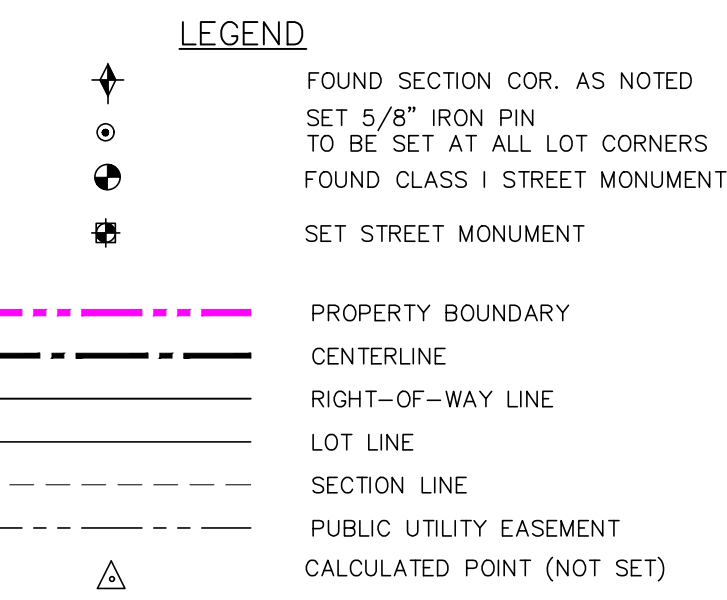 LEGEND
FOUND SECTION COR. AS NOTED
SET 5/8" IRON PIN
TO BE SET AT ALL LOT CORNERS
FOUND CLASS I STREET MONUMENT
SET STREET MONUMENT
PROPERTY BOUNDARY
CENTERLINE
RIGHT-OF-WAY LINE
LOT LINE
SECTION LINE
PUBLIC UTILITY EASEMENT
CALCULATED POINT (NOT SET)